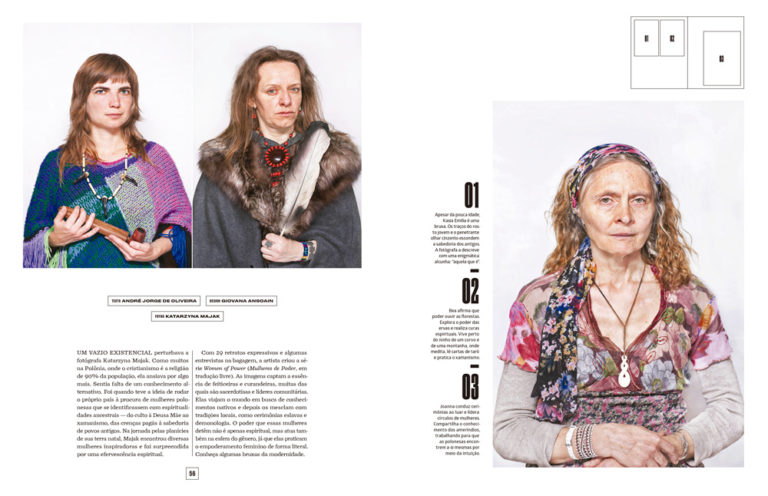 01
02
03
01
Apesar da pouca idade,
Kasia Emilia é uma
bruxa. Os traços do ros-
to jovem e o penetrante
olhar cinzento escondem
a sabedoria dos antigos.
A fotógrafa a descreve
com uma enigmática
alcunha: "aquela que é"
02
Bea afirma que
poder ouvir as florestas.
Explora o poder das
ervas e realiza curas
espirituais. Vive perto
do ninho de um corvo e
de uma montanha, onde
medita, lê cartas de tarô
e pratica o xamanismo.
03
Joanna conduz ceri-
mônias ao luar e lidera
círculos de mulheres.
Compartilha o conheci-
mento dos ameríndios,
trabalhando para que
as polonesas encon-
trem a si mesmas por
meio da intuição
TEXTO ANDRÉ JORGE DE OLIVEIRA
DESIGN GIOVANA ANSOAIN
FOTOS KATARZYNA MAJAK
UM VAZIO EXISTENCIAL perturbava a
fotógrafa Katarzyna Majak. Como muitos
na Polônia, onde o cristianismo é a religião
de 90% da população, ela ansiava por algo
mais. Sentia falta de um conhecimento al-
ternativo. Foi quando teve a ideia de rodar
o próprio país à procura de mulheres polo-
nesas que se identificassem com espirituali-
dades ancestrais — do culto à Deusa Mãe ao
xamanismo, das crenças pagãs à sabedoria
de povos antigos. Na jornada pelas planícies
de sua terra natal, Majak encontrou diversas
mulheres inspiradoras e foi surpreendida
por uma efervescência espiritual.
Com 29 retratos expressivos e algumas
entrevistas na bagagem, a artista criou a sé-
rie Women of Power (Mulheres de Poder, em
tradução livre). As imagens captam a essên-
cia de feiticeiras e curandeiras, muitas das
quais são sacerdotisas e líderes comunitárias.
Elas viajam o mundo em busca de conheci-
mentos nativos e depois os mesclam com
tradições locais, como cerimônias eslavas e
demonologia. O poder que essas mulheres
detêm não é apenas espiritual, mas atua tam-
bém na esfera do gênero, já que elas praticam
o empoderamento feminino de forma literal.
Conheça algumas bruxas da modernidade.
56